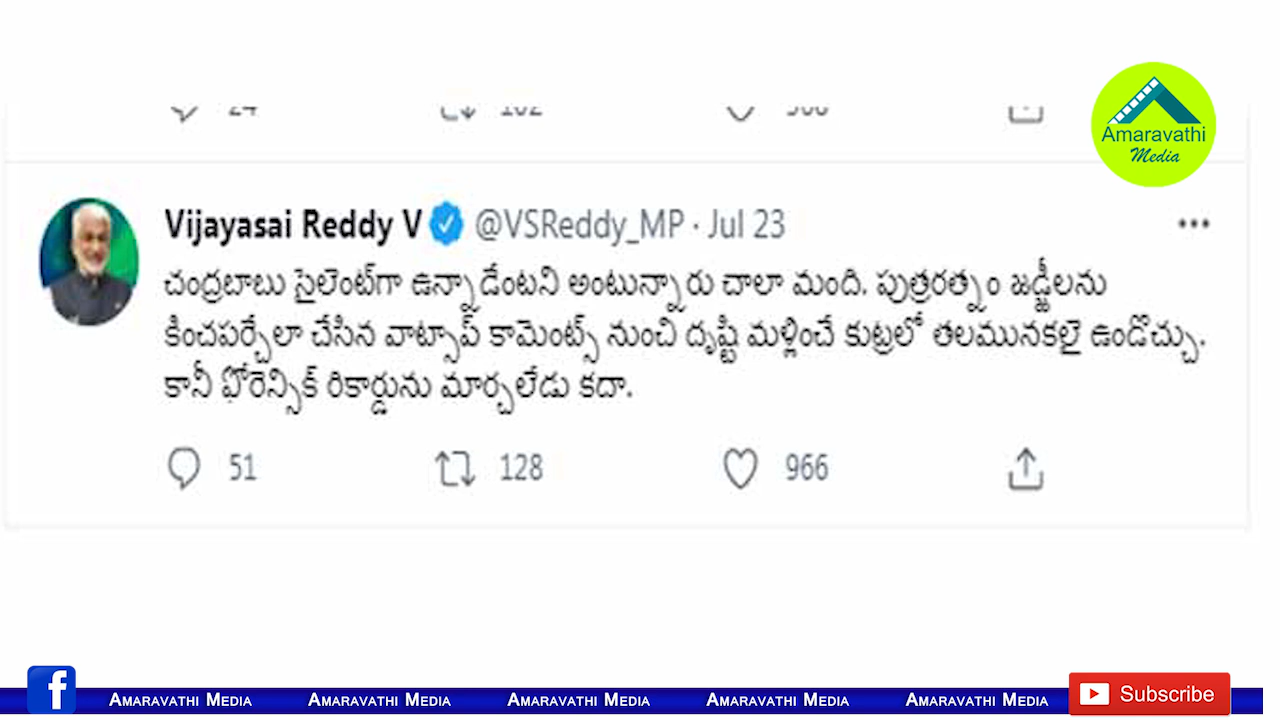 Amaravathi
Media
Vijayasai Reddy V @VSReddy_MP · Jul 23
చంద్రబాబు సైలెంట్‌గా ఉన్నాడేంటని అంటున్నారు చాలా మంది. పుత్రరత్నం జడ్జీలను
కించపర్చేలా చేసిన వాట్సాప్ కామెంట్స్ నుంచి దృష్టి మళ్లించే కుట్రలో తలమునకలై ఉండొచ్చు.
కానీ ఫోరెన్సిక్ రికార్డును మార్చలేడు కదా.
51 128 966
f Amaravathi Media Amaravathi Media Amaravathi Media Amaravathi Media Amaravathi Media Subscribe